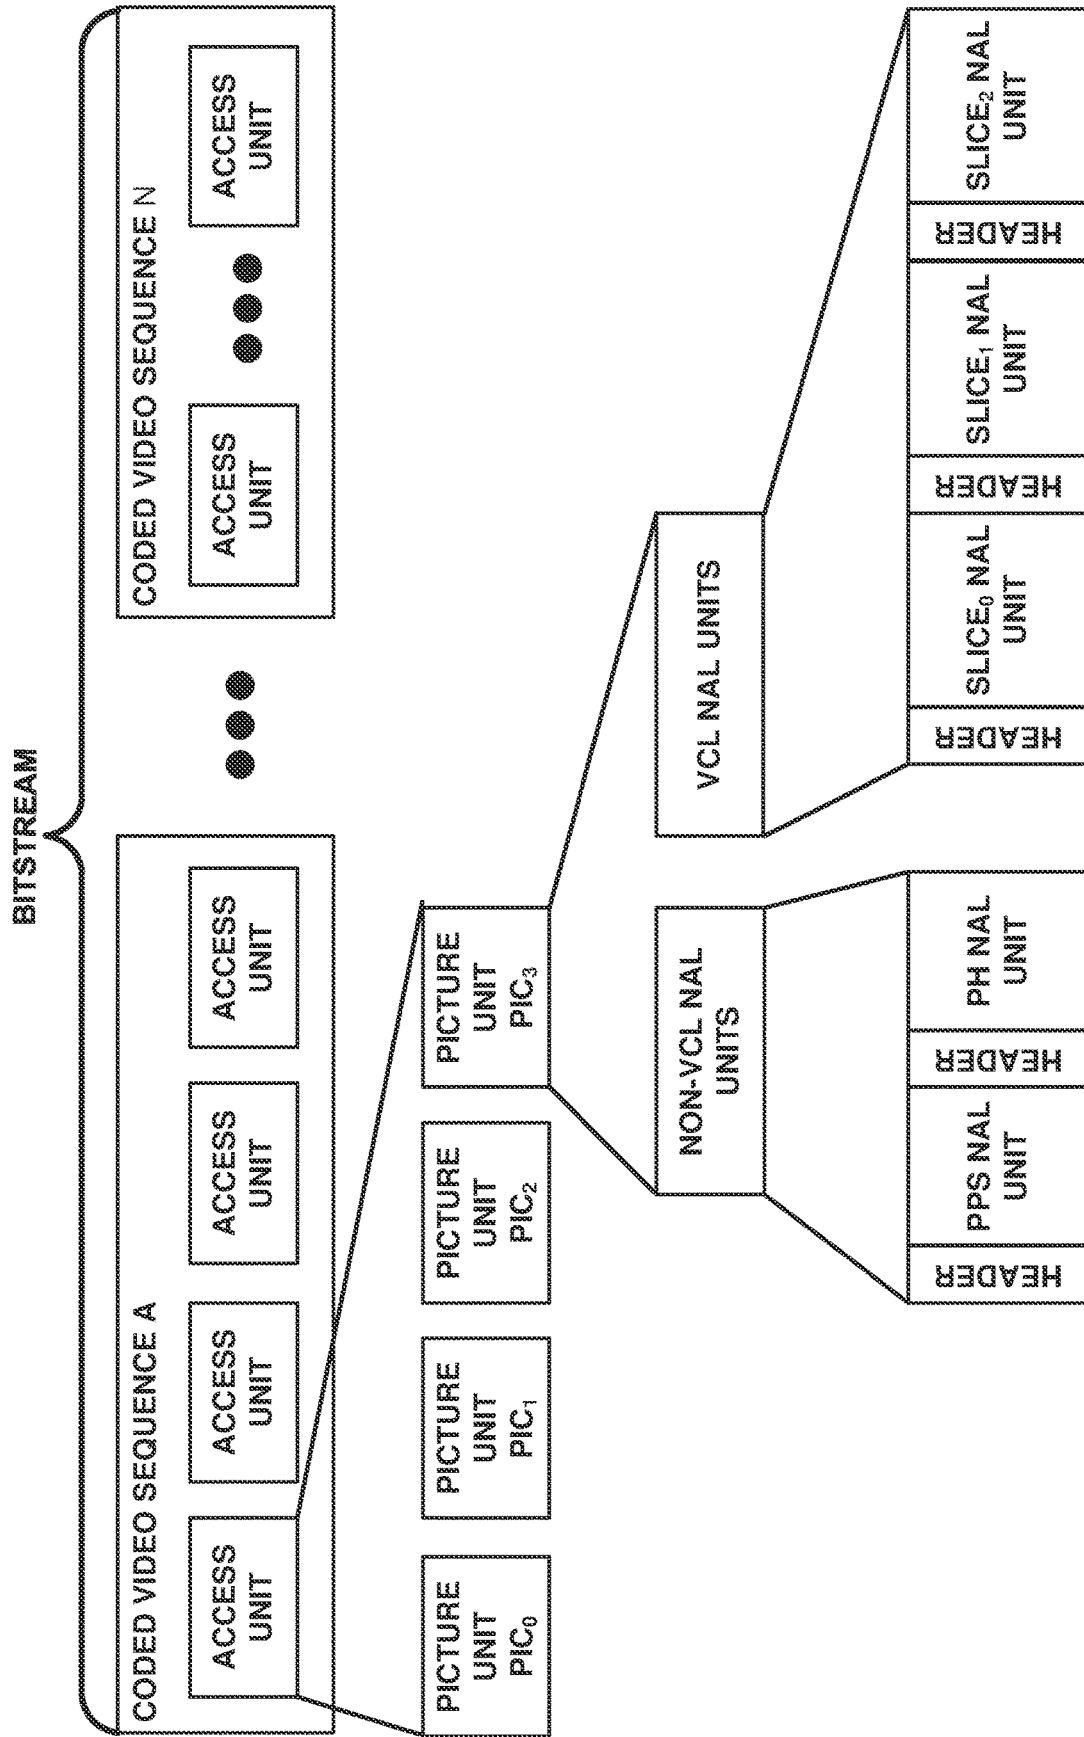 BITSTREAM
CODED VIDEO SEQUENCE A
ACCESS
UNIT
ACCESS
UNIT
ACCESS
UNIT
ACCESS
UNIT
CODED VIDEO SEQUENCE N
ACCESS
UNIT
ACCESS
UNIT
PICTURE
UNIT
PIC₀
PICTURE
UNIT
PIC₁
PICTURE
UNIT
PIC₂
PICTURE
UNIT
PIC₃
NON-VCL NAL
UNITS
VCL NAL UNITS
HEADER
PPS NAL
UNIT
HEADER
PH NAL
UNIT
HEADER
SLICE₀ NAL
UNIT
HEADER
SLICE₁ NAL
UNIT
HEADER
SLICE₂ NAL
UNIT